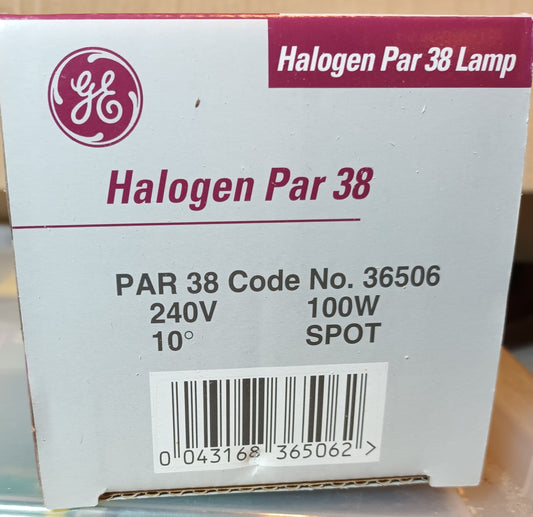 GE
Halogen Par 38 Lamp
Halogen Par 38
PAR 38 Code No. 36506
240V 100W
10° SPOT
0 043168 365062 >